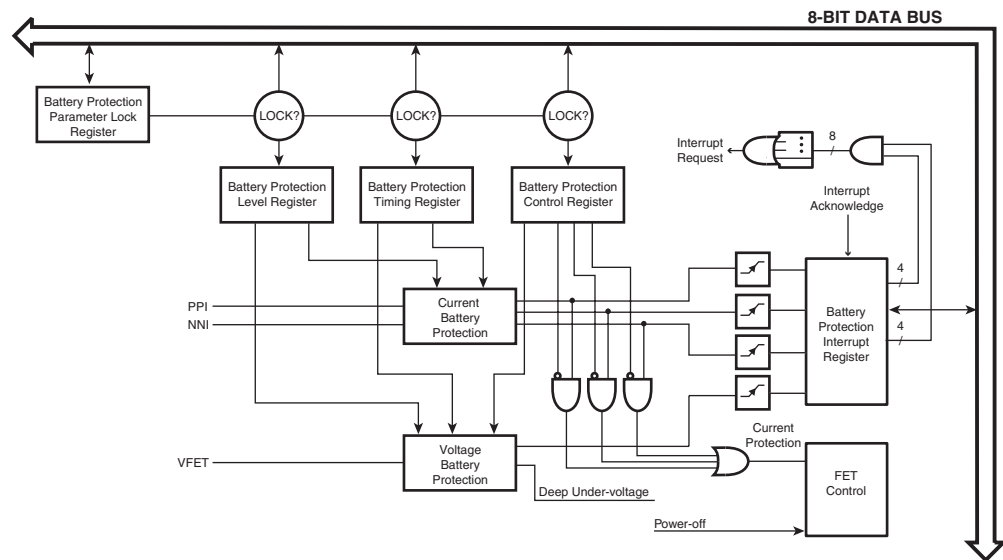 8-BIT DATA BUS
Battery Protection
Parameter Lock
Register
LOCK?
LOCK?
LOCK?
Interrupt
Request
8
Battery Protection
Level Register
Battery Protection
Timing Register
Battery Protection
Control Register
Interrupt
Acknowledge
PPI
NNI
Current
Battery
Protection
4
Battery
Protection
Interrupt
Register
4
VFET
Voltage
Battery
Protection
Current
Protection
Deep Under-voltage
FET
Control
Power-off